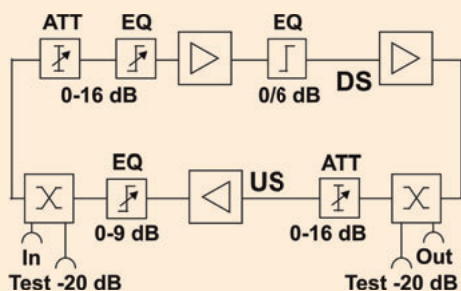 ATT EQ EQ
0-16 dB 0/6 dB DS
EQ US ATT
0-9 dB 0-16 dB
In Out
Test -20 dB Test -20 dB